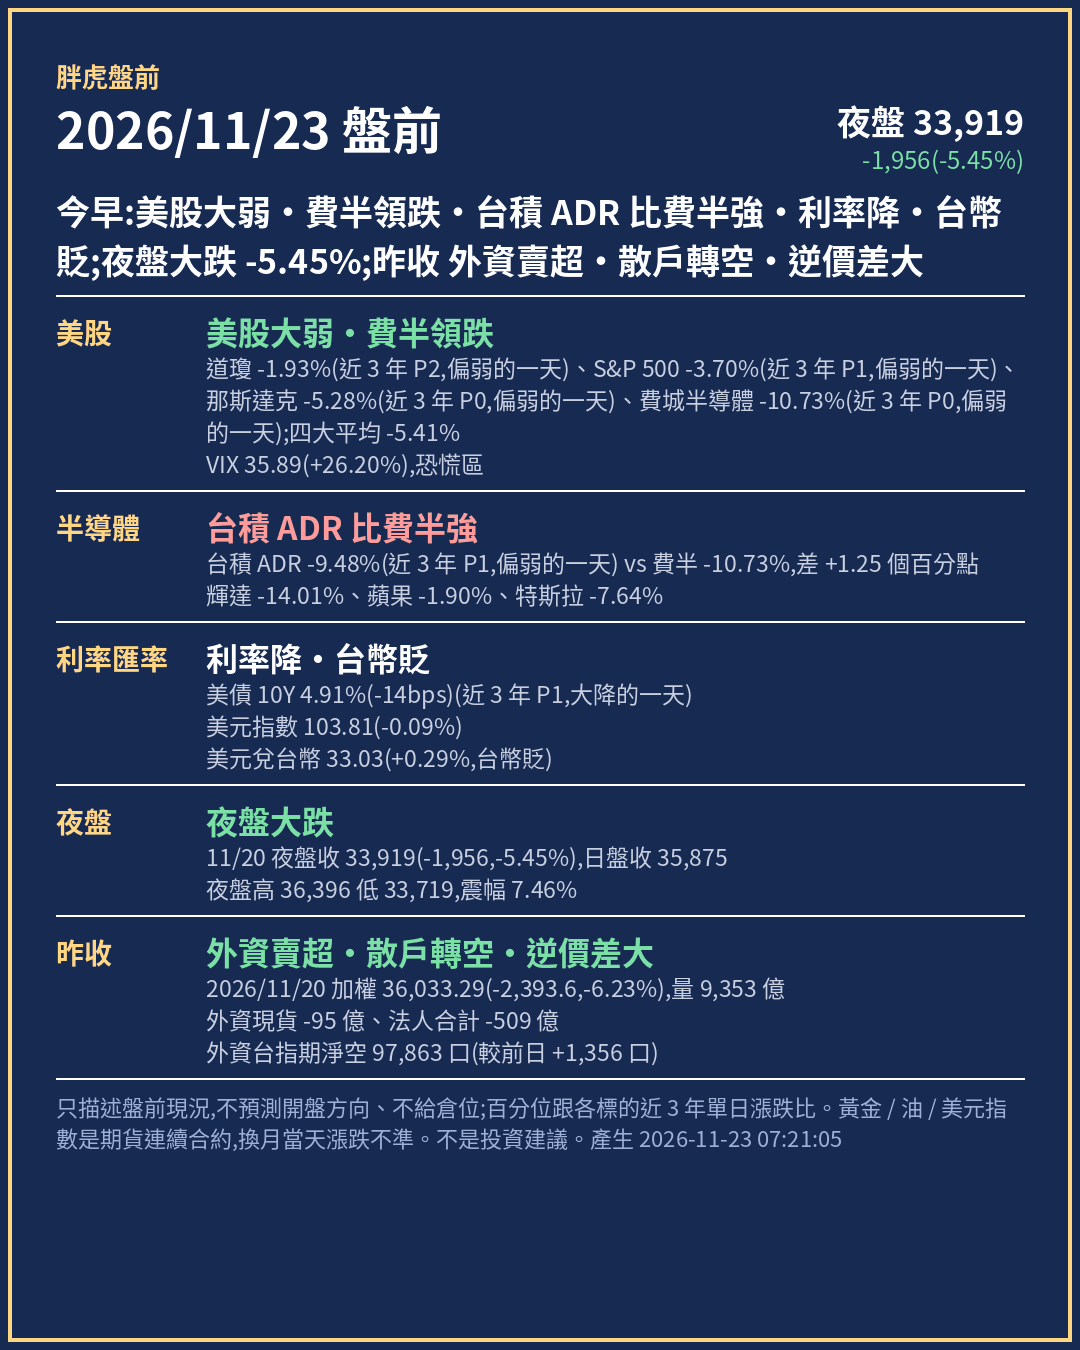 胖虎盤前
2026/11/23 盤前
夜盤 33,919
-1,956(-5.45%)
今早:美股大弱・費半領跌・台積 ADR 比費半強・利率降・台幣
貶;夜盤大跌 -5.45%;昨收 外資賣超・散戶轉空・逆價差大
美股
美股大弱・費半領跌
道瓊 -1.93%(近 3 年 P2,偏弱的一天)、S&P 500 -3.70%(近 3 年 P1,偏弱的一天)、
那斯達克 -5.28%(近 3 年 P0,偏弱的一天)、費城半導體 -10.73%(近 3 年 P0,偏弱
的一天);四大平均 -5.41%
VIX 35.89(+26.20%),恐慌區
半導體
台積 ADR 比費半強
台積 ADR -9.48%(近 3 年 P1,偏弱的一天) vs 費半 -10.73%,差 +1.25 個百分點
輝達 -14.01%、蘋果 -1.90%、特斯拉 -7.64%
利率匯率
利率降・台幣貶
美債 10Y 4.91%(-14bps)(近 3 年 P1,大降的一天)
美元指數 103.81(-0.09%)
美元兌台幣 33.03(+0.29%,台幣貶)
夜盤
夜盤大跌
11/20 夜盤收 33,919(-1,956,-5.45%),日盤收 35,875
夜盤高 36,396 低 33,719,震幅 7.46%
昨收
外資賣超・散戶轉空・逆價差大
2026/11/20 加權 36,033.29(-2,393.6,-6.23%),量 9,353 億
外資現貨 -95 億、法人合計 -509 億
外資台指期淨空 97,863 口(較前日 +1,356 口)
只描述盤前現況,不預測開盤方向、不給倉位;百分位跟各標的近 3 年單日漲跌比。黃金 / 油 / 美元指
數是期貨連續合約,換月當天漲跌不準。不是投資建議。產生 2026-11-23 07:21:05